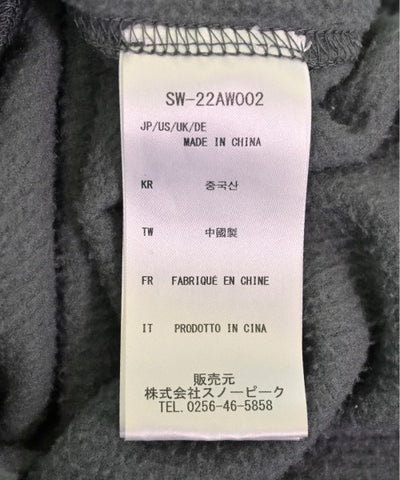 SW-22AW002
JP/US/UK/DE
MADE IN CHINA
KR 중국산
TW 中國製
FR FABRIQUÉ EN CHINE
IT PRODOTTO IN CINA
販売元
株式会社スノーピーク
TEL.0256-46-5858